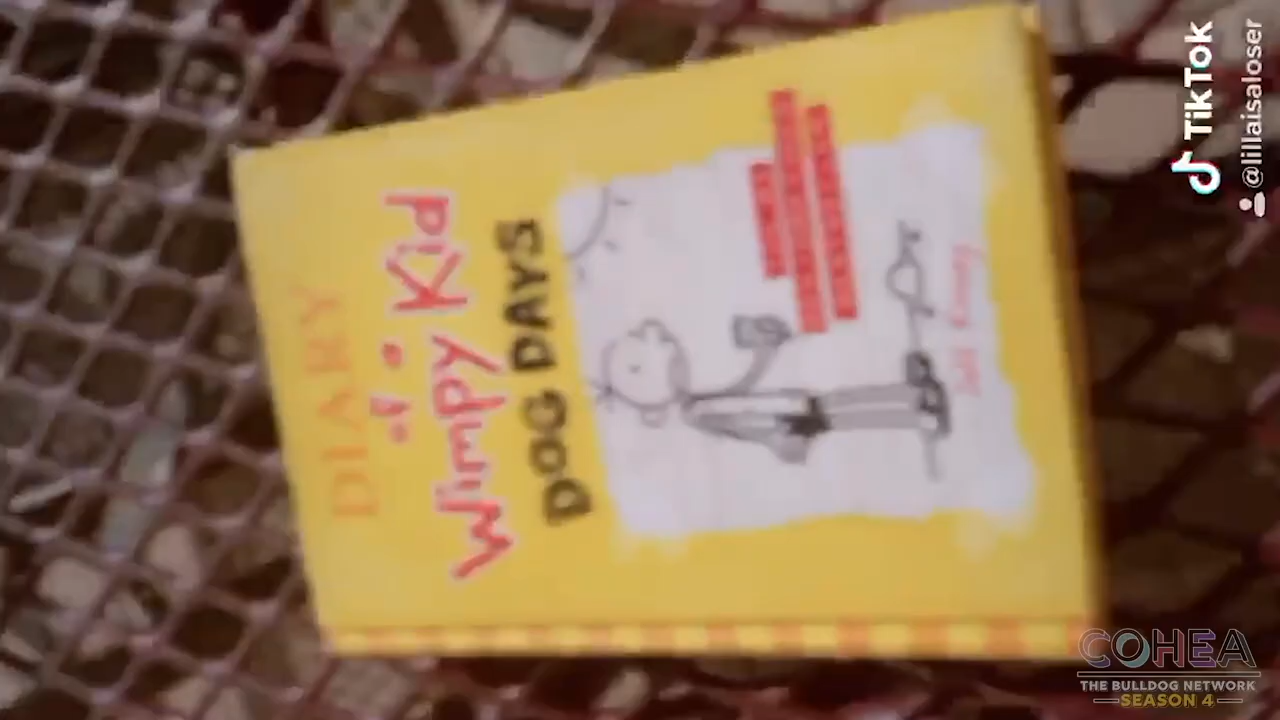 DIARY
of a
Wimpy Kid
DOG DAYS
TikTok
@lillaisaloser
COHEA
THE BULLDOG NETWORK
SEASON 4